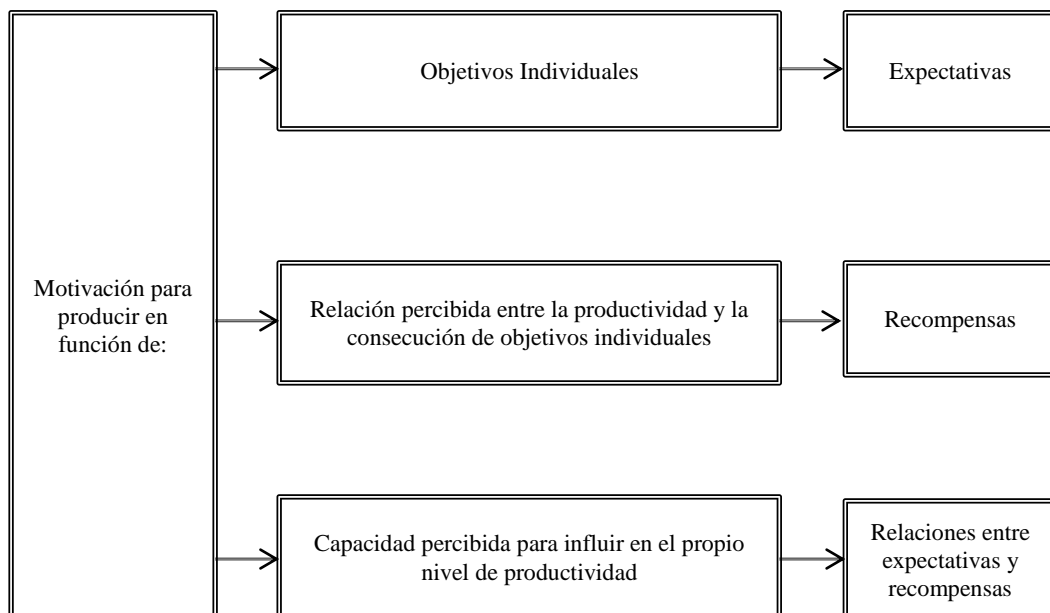 Objetivos Individuales
Expectativas
Motivación para
producir en
función de:
Relación percibida entre la productividad y la
consecución de objetivos individuales
Recompensas
Capacidad percibida para influir en el propio
nivel de productividad
Relaciones entre
expectativas y
recompensas